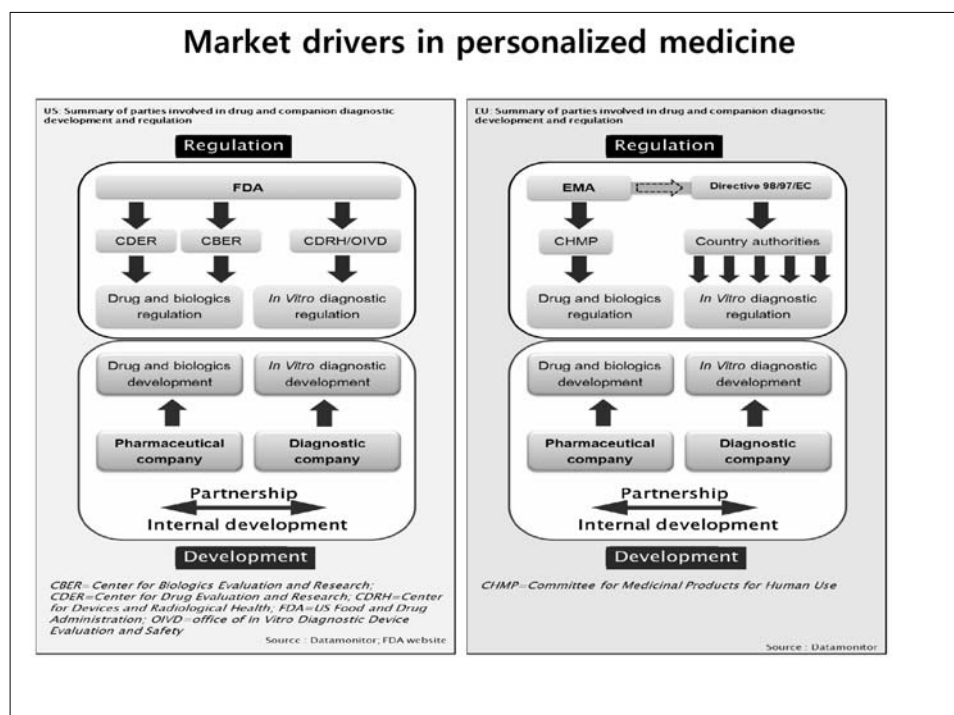 Market drivers in personalized medicine
US: Summary of parties involved in drug and companion diagnostic
development and regulation
Regulation
FDA
CDER
CBER
CDRH/OIVD
Drug and biologics
regulation
In Vitro diagnostic
regulation
Drug and biologics
development
In Vitro diagnostic
development
Pharmaceutical
company
Diagnostic
company
Partnership
Internal development
Development
CBER=Center for Biologics Evaluation and Research;
CDER=Center for Drug Evaluation and Research; CDRH=Center
for Devices and Radiological Health; FDA=US Food and Drug
Administration; OIVD=office of In Vitro Diagnostic Device
Evaluation and Safety
Source : Datamonitor; FDA website
EU: Summary of parties involved in drug and companion diagnostic
development and regulation
Regulation
EMA
Directive 98/97/EC
CHMP
Country authorities
Drug and biologics
regulation
In Vitro diagnostic
regulation
Drug and biologics
development
In Vitro diagnostic
development
Pharmaceutical
company
Diagnostic
company
Partnership
Internal development
Development
CHMP=Committee for Medicinal Products for Human Use
Source : Datamonitor